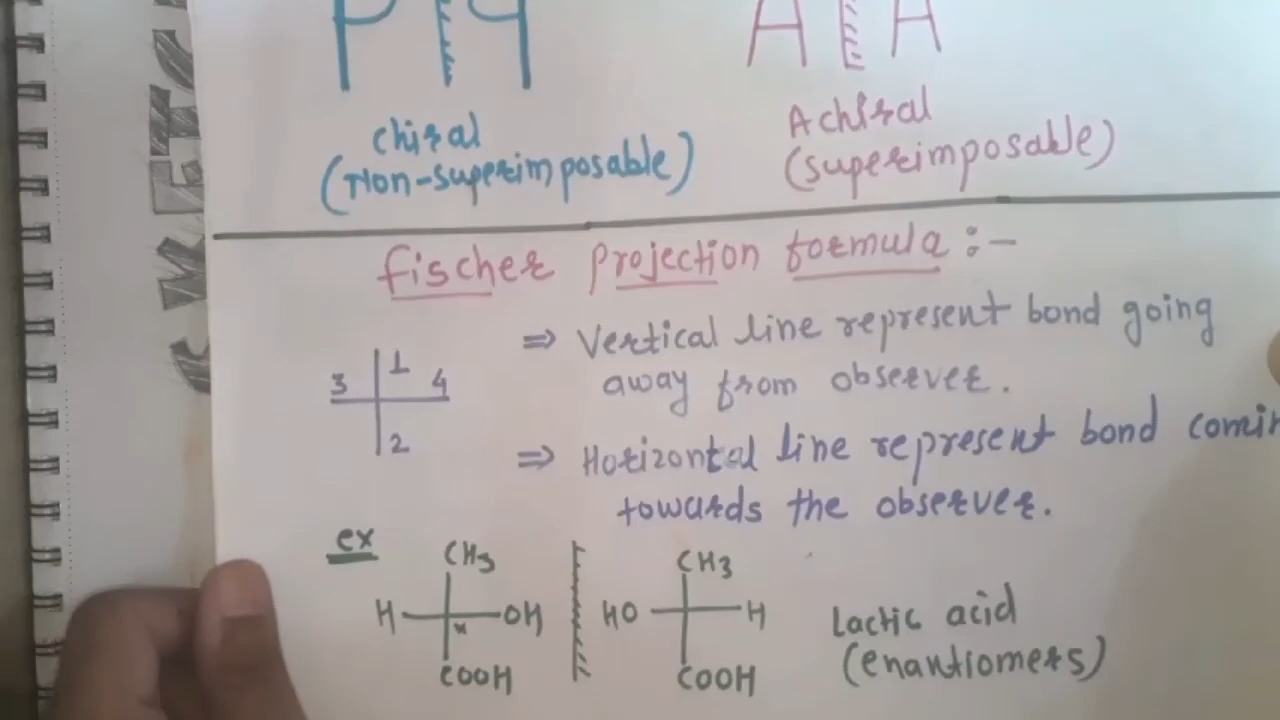 P q A A
Chiral
(Non-superimposable)
Achiral
(superimposable)
fischer projection formula :-
1
3 4
2
⇒ Vertical line represent bond going
away from observer.
⇒ Horizontal line represent bond comin
towards the observer.
ex
CH3 CH3
H * OH HO H
COOH COOH
Lactic acid
(enantiomers)